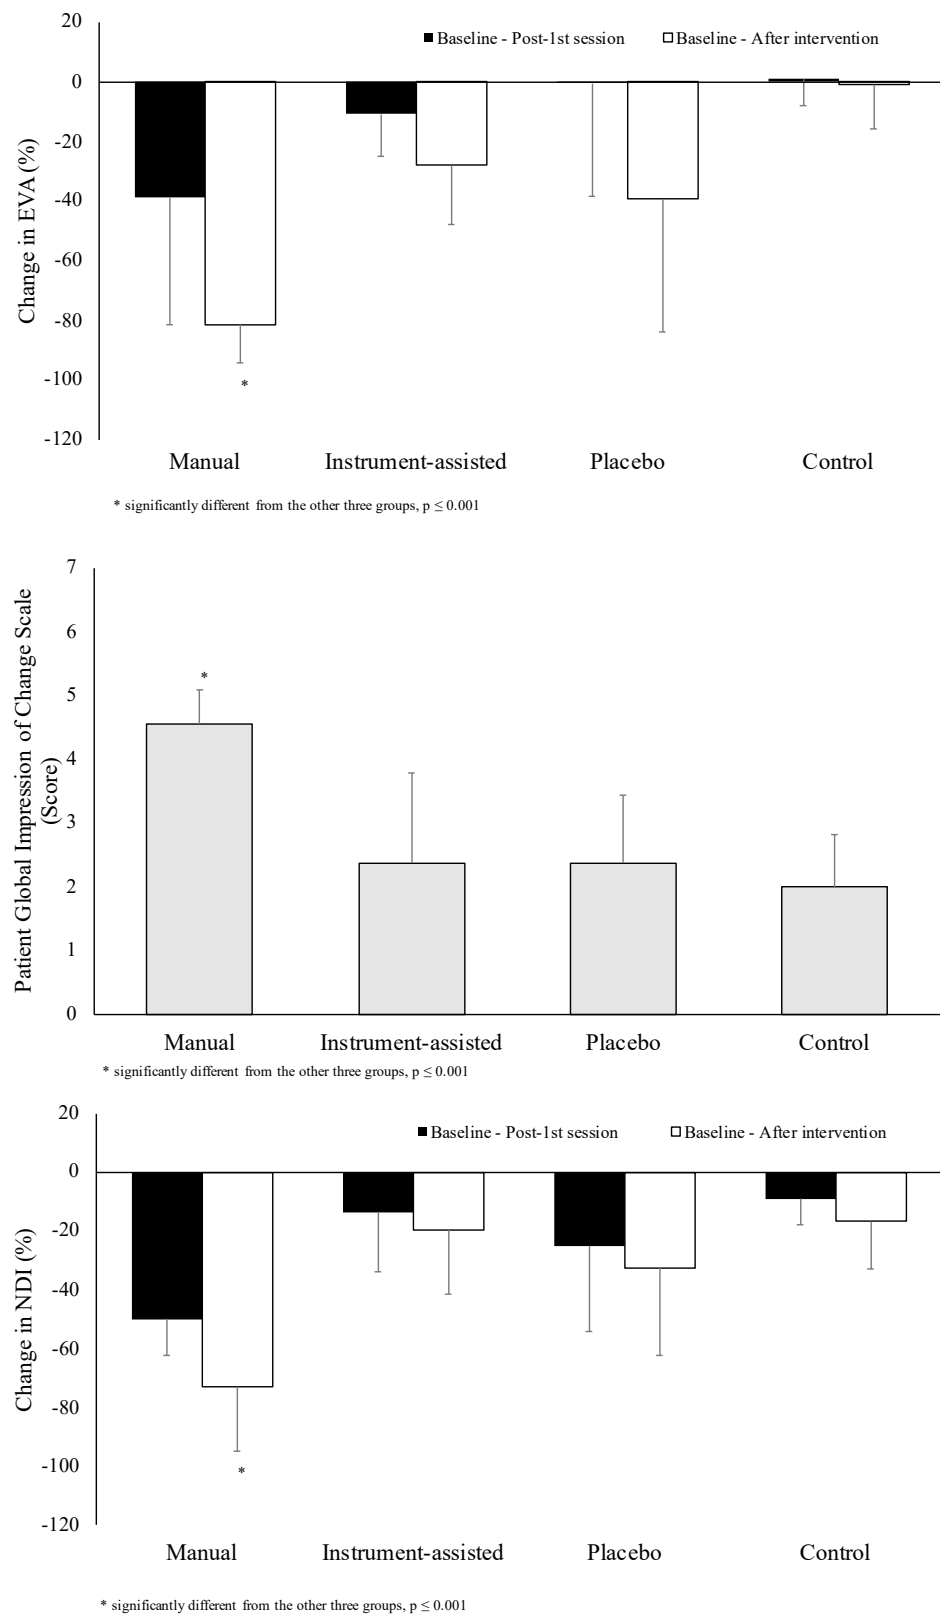 20
Baseline - Post-1st session
Baseline - After intervention
0
-20
-40
-60
-80
-100
-120
Change in EVA (%)
*
Manual
Instrument-assisted
Placebo
Control
* significantly different from the other three groups, p ≤ 0.001
7
6
5
4
3
2
1
0
Patient Global Impression of Change Scale
(Score)
*
Manual
Instrument-assisted
Placebo
Control
* significantly different from the other three groups, p ≤ 0.001
20
Baseline - Post-1st session
Baseline - After intervention
0
-20
-40
-60
-80
-100
-120
Change in NDI (%)
*
Manual
Instrument-assisted
Placebo
Control
* significantly different from the other three groups, p ≤ 0.001